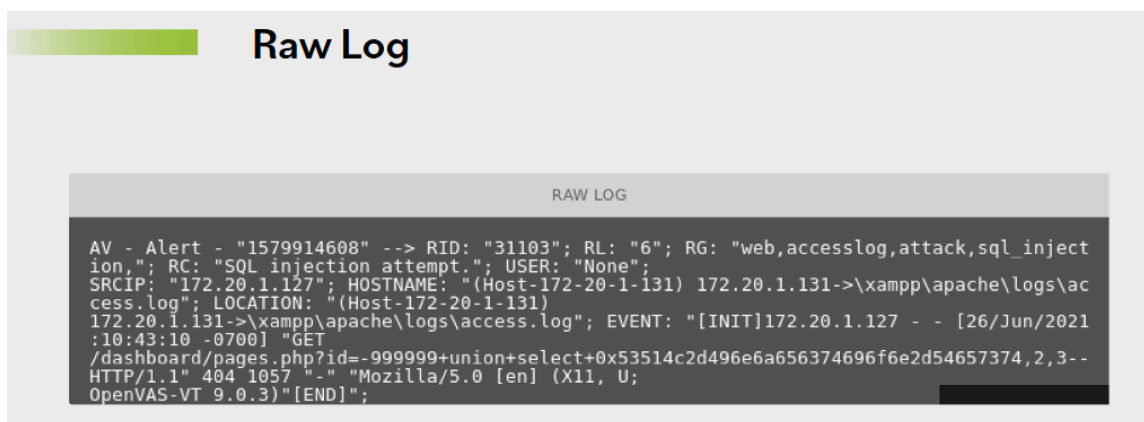 Raw Log
RAW LOG
AV - Alert - "1579914608" --> RID: "31103"; RL: "6"; RG: "web,accesslog,attack,sql_inject
ion,"; RC: "SQL injection attempt."; USER: "None";
SRCIP: "172.20.1.127"; HOSTNAME: "(Host-172-20-1-131) 172.20.1.131->\xampp\apache\logs\ac
cess.log"; LOCATION: "(Host-172-20-1-131)
172.20.1.131->\xampp\apache\logs\access.log"; EVENT: "[INIT]172.20.1.127 - - [26/Jun/2021
:10:43:10 -0700] "GET
/dashboard/pages.php?id=-999999+union+select+0x53514c2d496e6a656374696f6e2d54657374,2,3--
HTTP/1.1" 404 1057 "-" "Mozilla/5.0 [en] (X11, U;
OpenVAS-VT 9.0.3)"[END]";